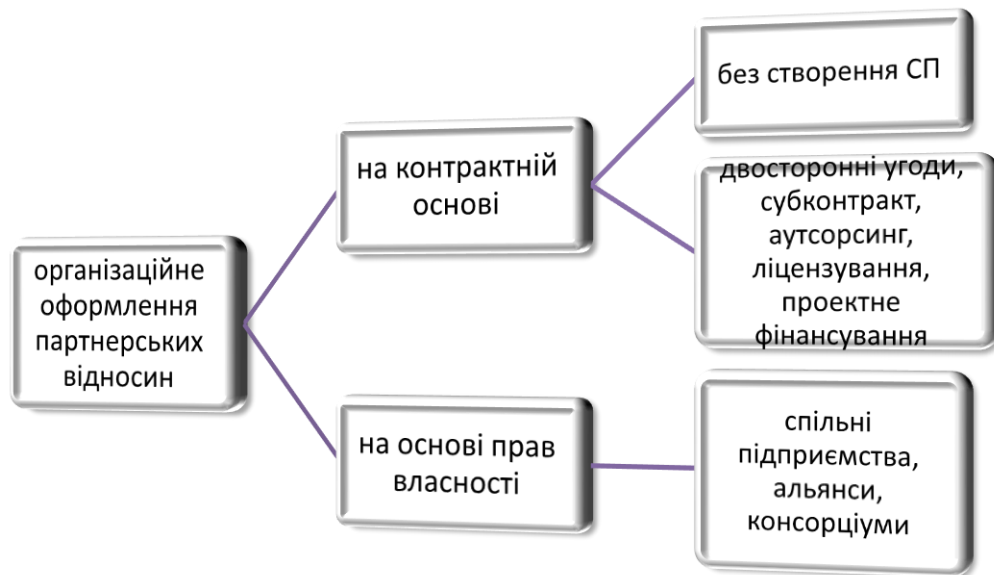 організаційне
оформлення
партнерських
відносин
на контрактній
основі
без створення СП
двосторонні угоди,
субконтракт,
аутсорсинг,
ліцензування,
проектне
фінансування
на основі прав
власності
спільні
підприємства,
альянси,
консорціуми